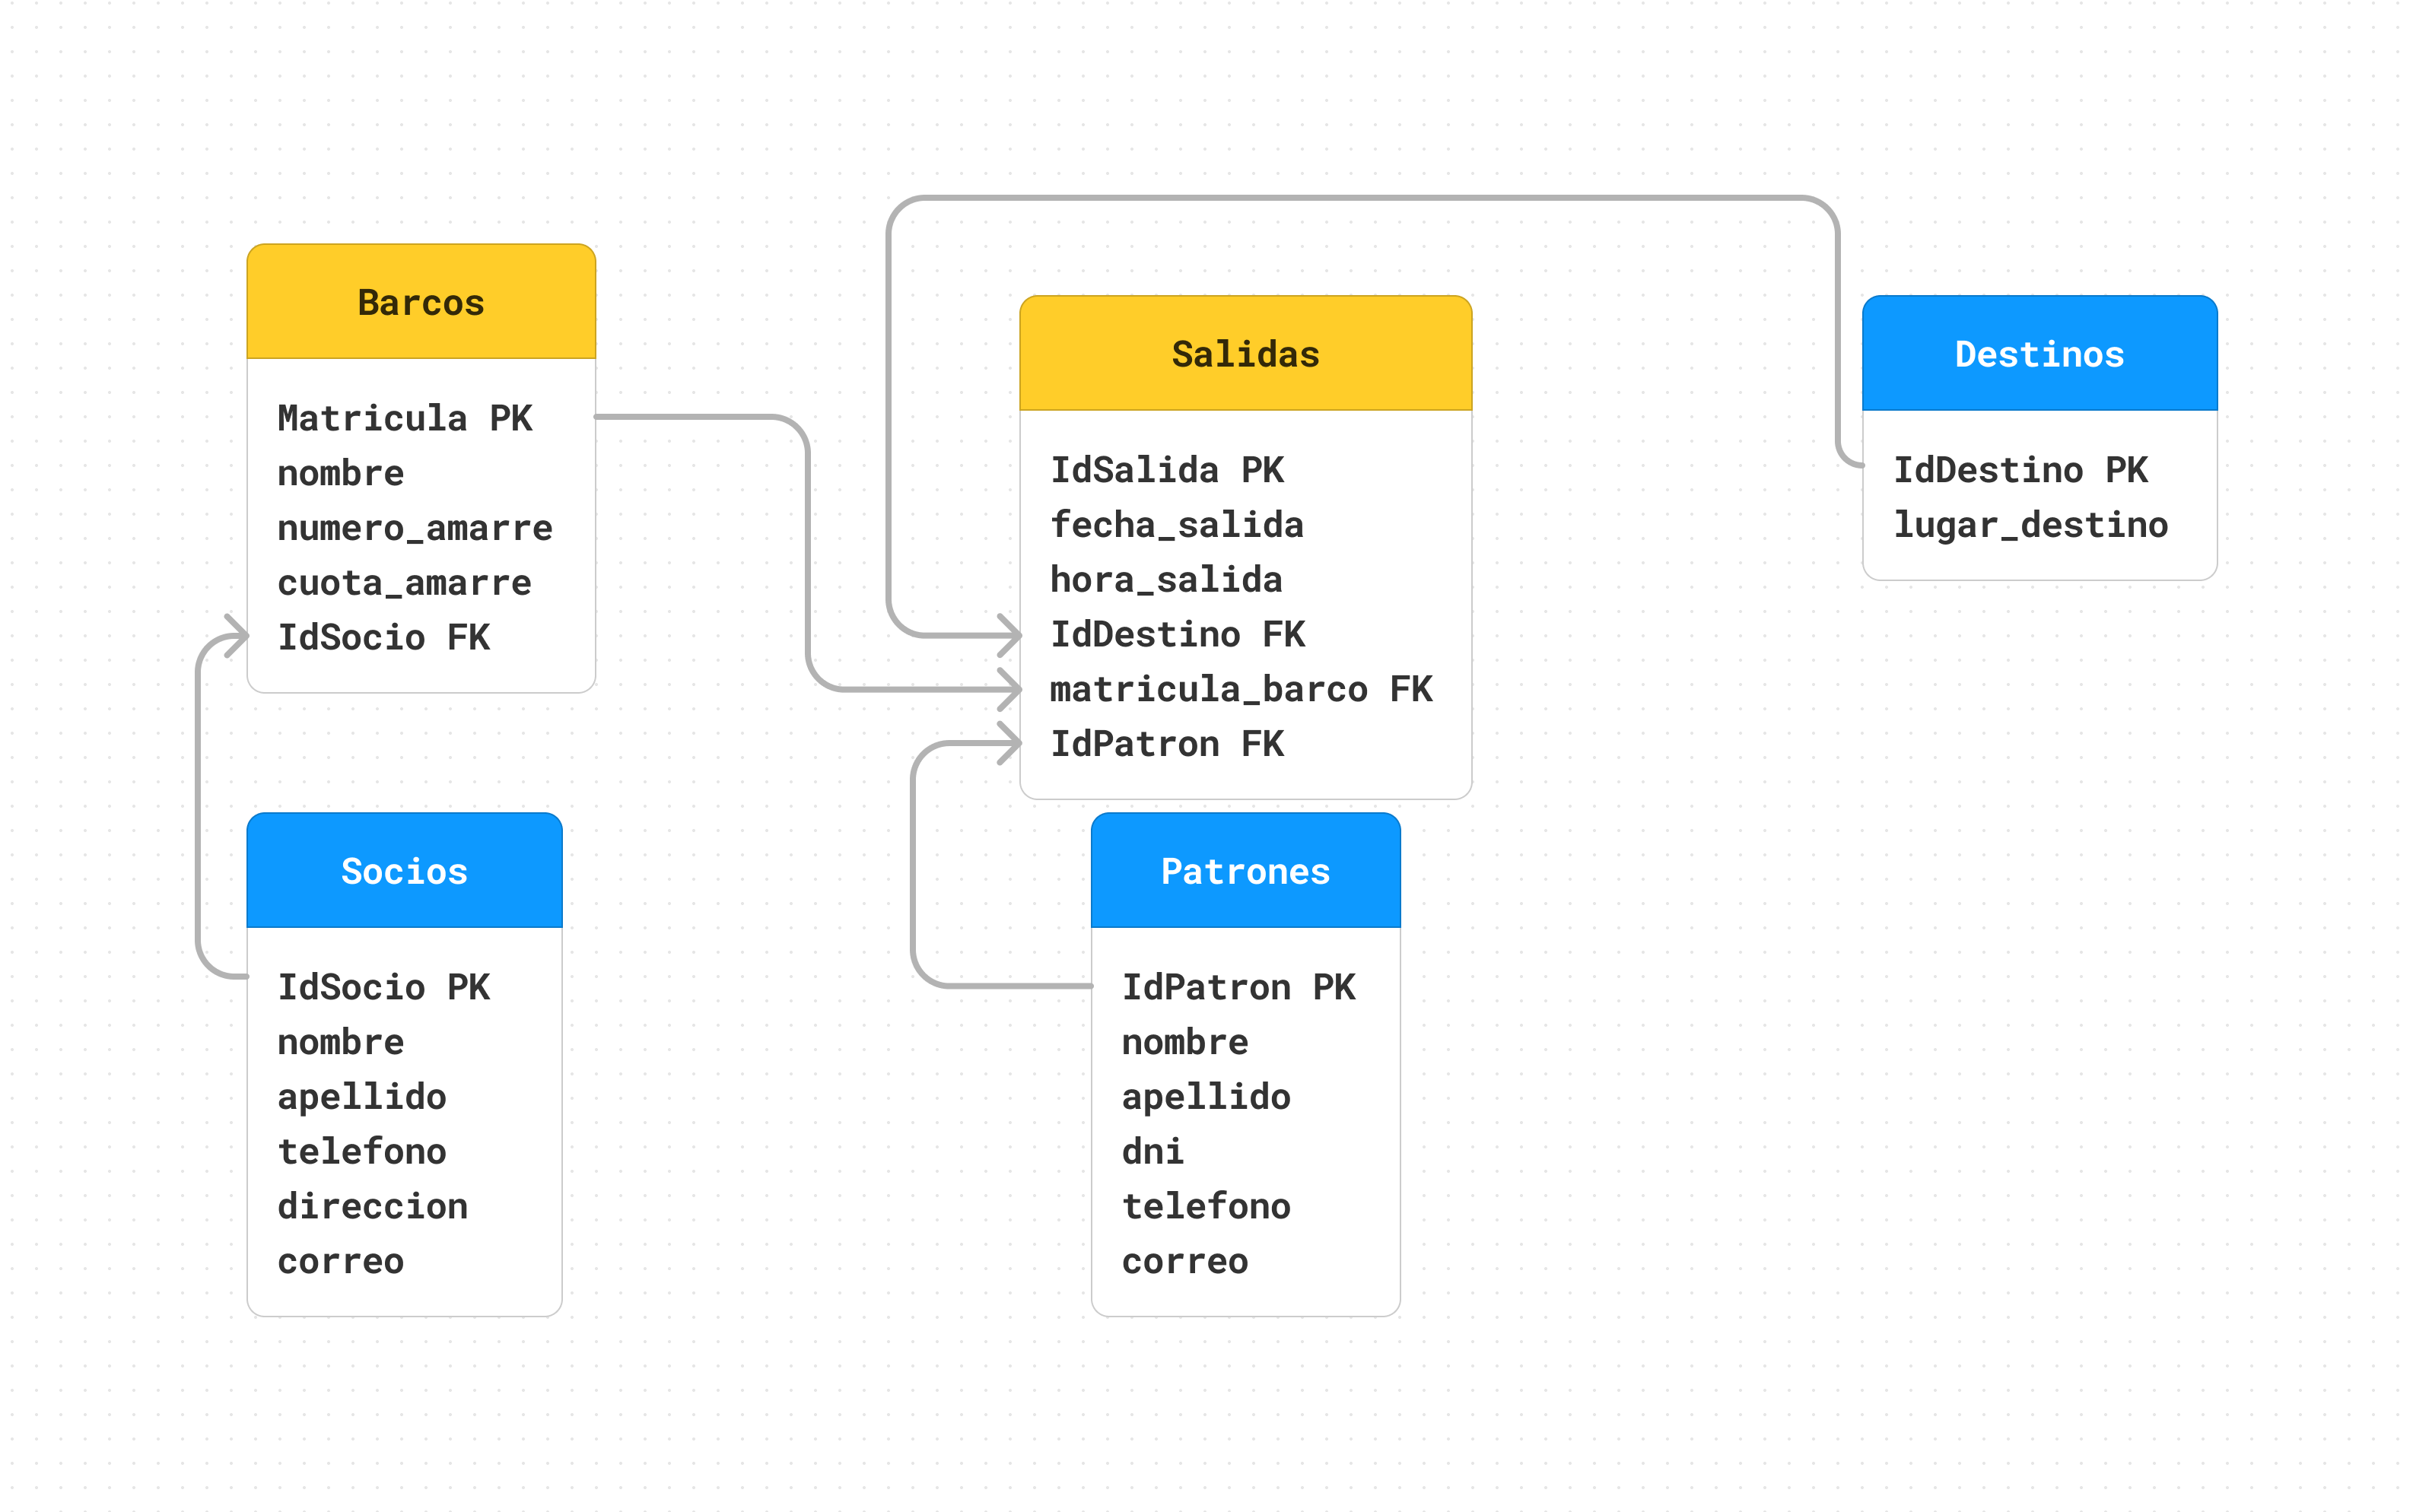 Barcos
Matricula PK
nombre
numero_amarre
cuota_amarre
IdSocio FK
Salidas
IdSalida PK
fecha_salida
hora_salida
IdDestino FK
matricula_barco FK
IdPatron FK
Destinos
IdDestino PK
lugar_destino
Socios
IdSocio PK
nombre
apellido
telefono
direccion
correo
Patrones
IdPatron PK
nombre
apellido
dni
telefono
correo